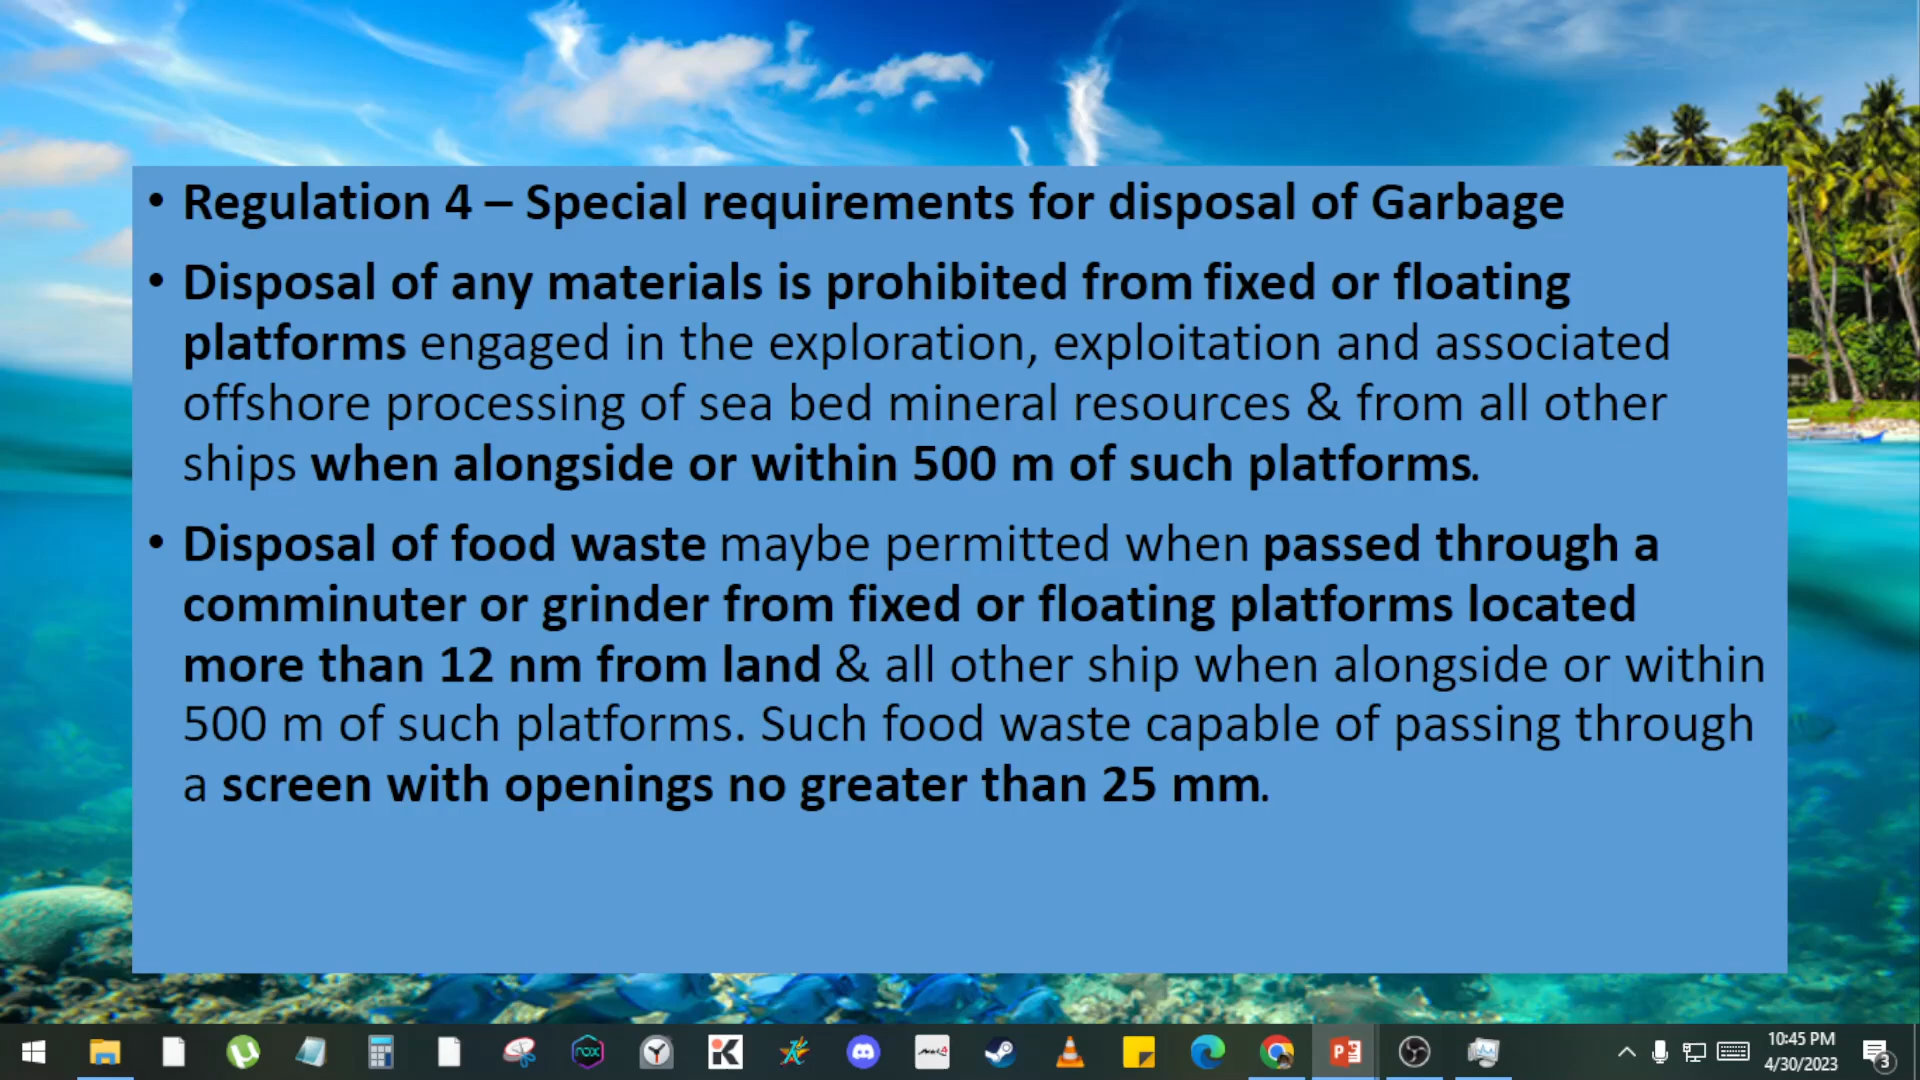 • Regulation 4 – Special requirements for disposal of Garbage
• Disposal of any materials is prohibited from fixed or floating
platforms engaged in the exploration, exploitation and associated
offshore processing of sea bed mineral resources & from all other
ships when alongside or within 500 m of such platforms.
• Disposal of food waste maybe permitted when passed through a
comminuter or grinder from fixed or floating platforms located
more than 12 nm from land & all other ship when alongside or within
500 m of such platforms. Such food waste capable of passing through
a screen with openings no greater than 25 mm.
nox
10:45 PM
4/30/2023
3